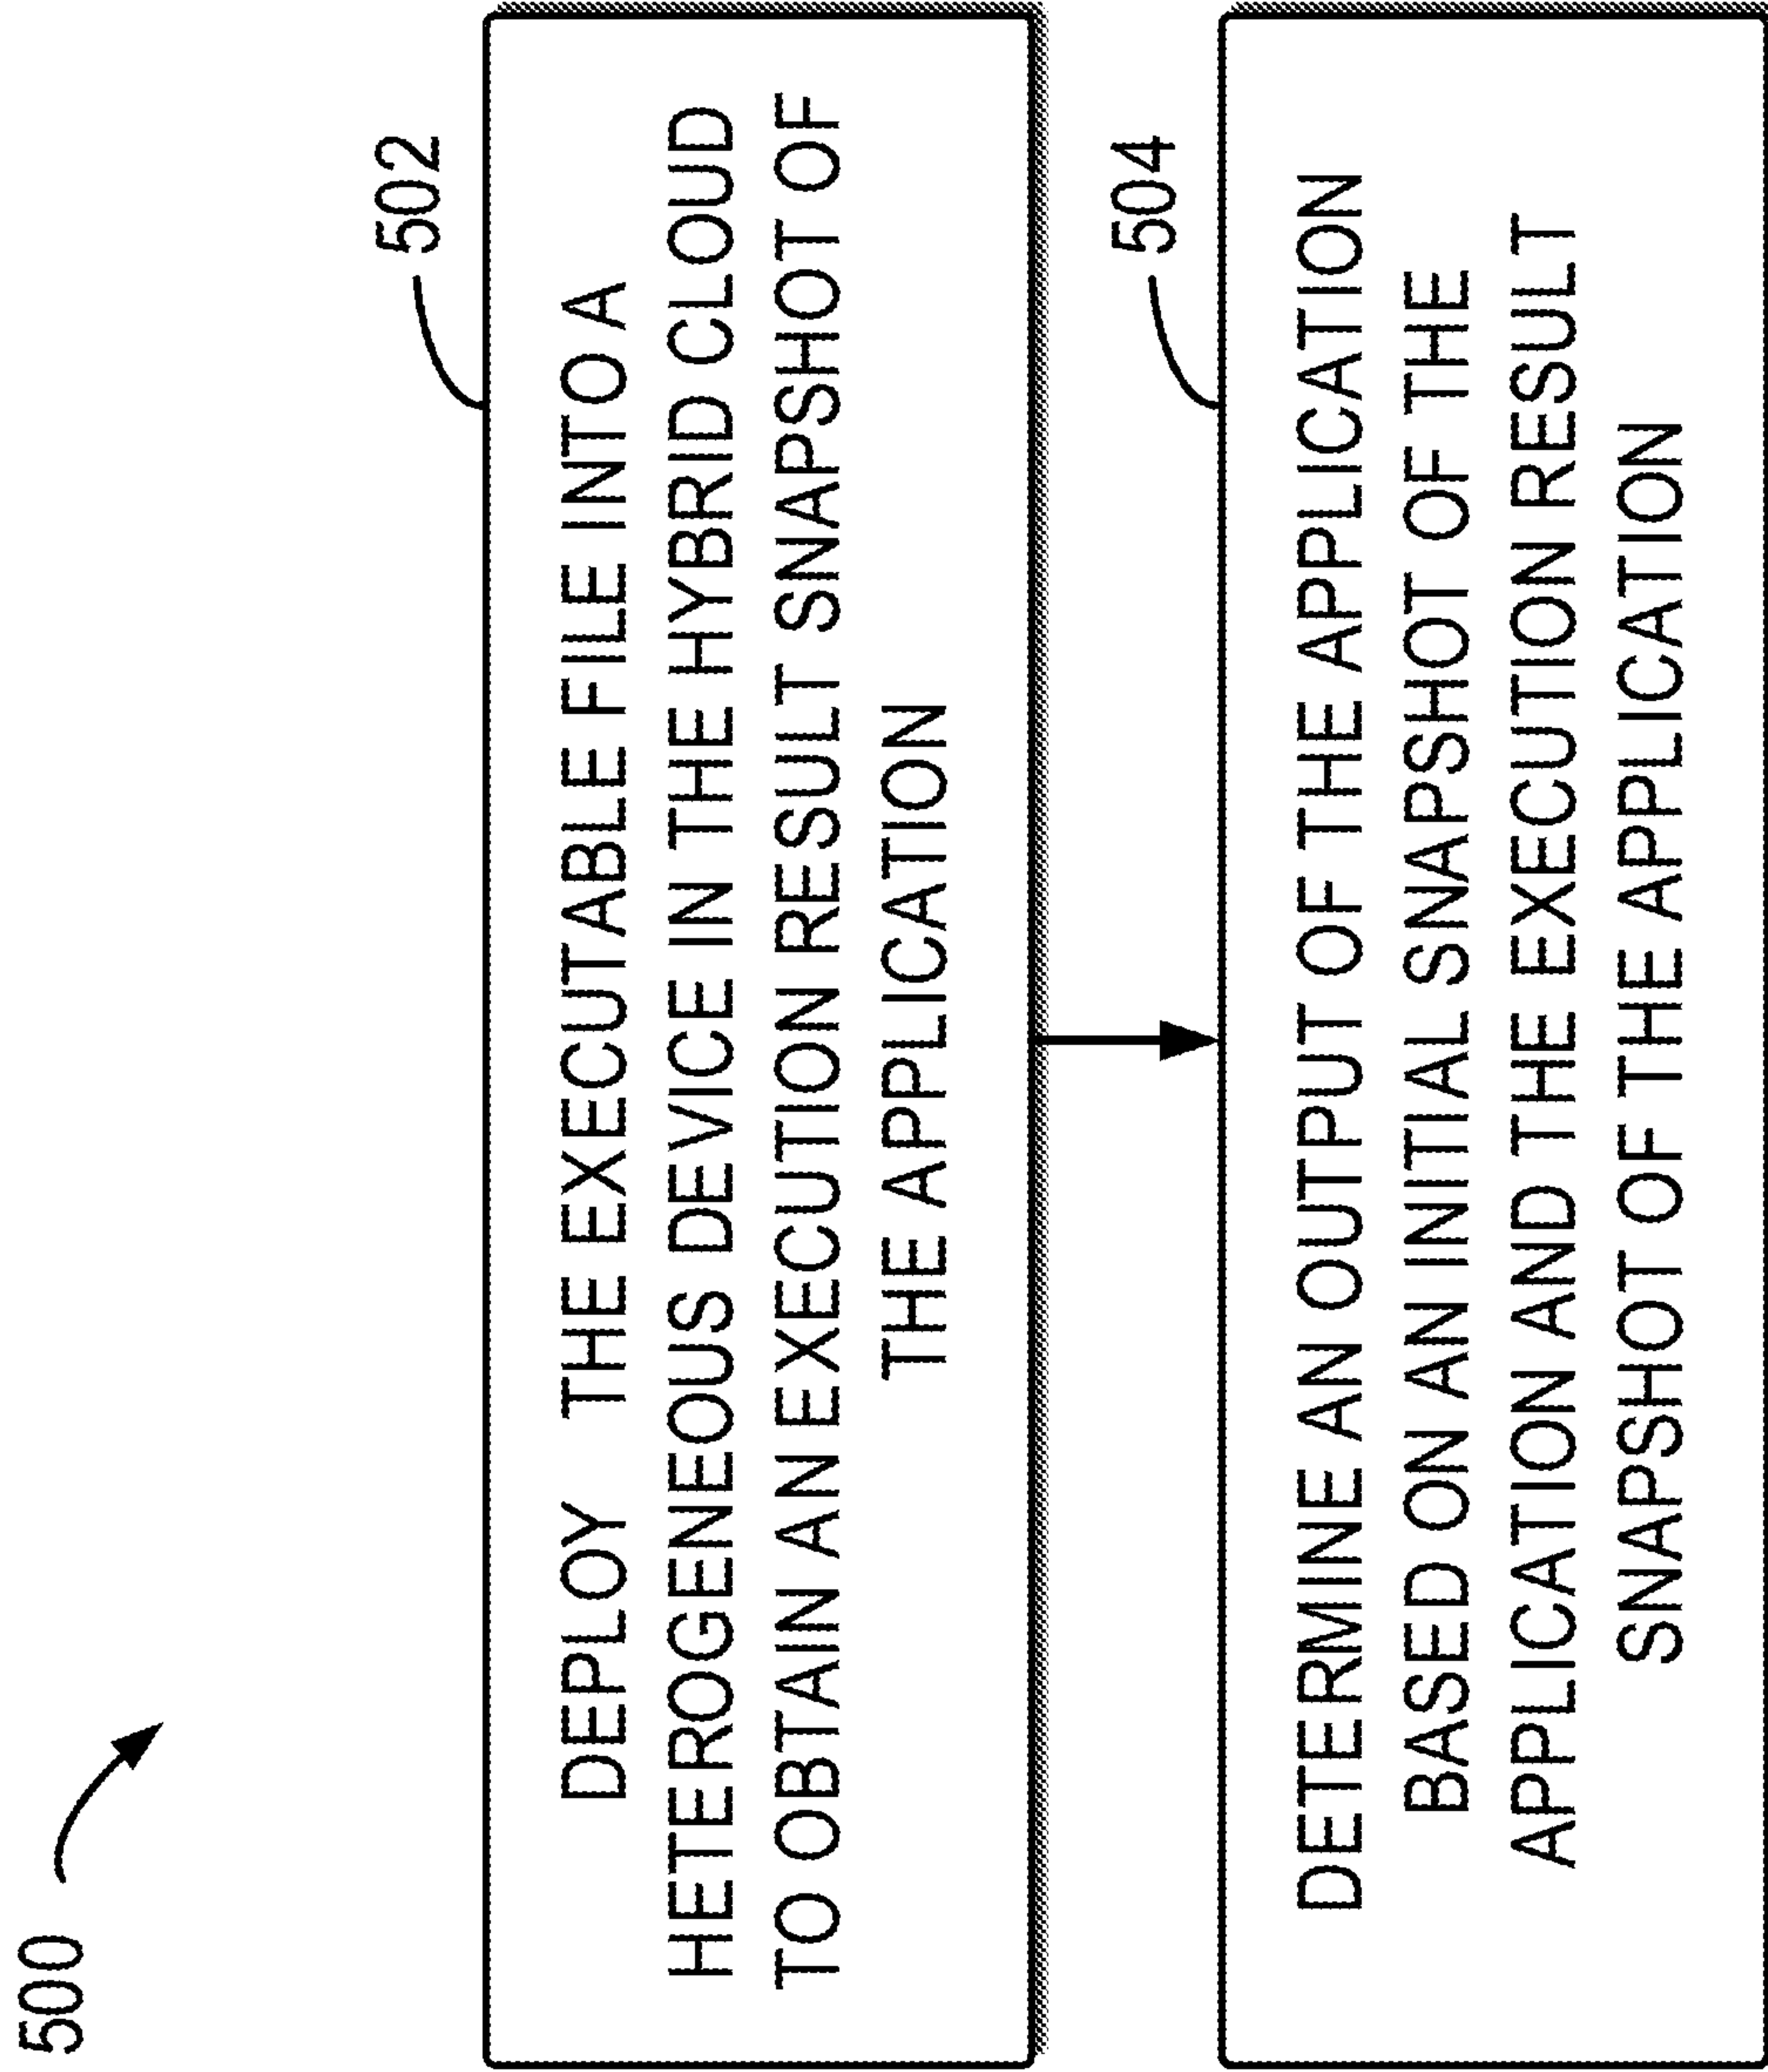 500
502
DEPLOY THE EXECUTABLE FILE INTO A
HETEROGENEOUS DEVICE IN THE HYBRID CLOUD
TO OBTAIN AN EXECUTION RESULT SNAPSHOT OF
THE APPLICATION
504
DETERMINE AN OUTPUT OF THE APPLICATION
BASED ON AN INITIAL SNAPSHOT OF THE
APPLICATION AND THE EXECUTION RESULT
SNAPSHOT OF THE APPLICATION